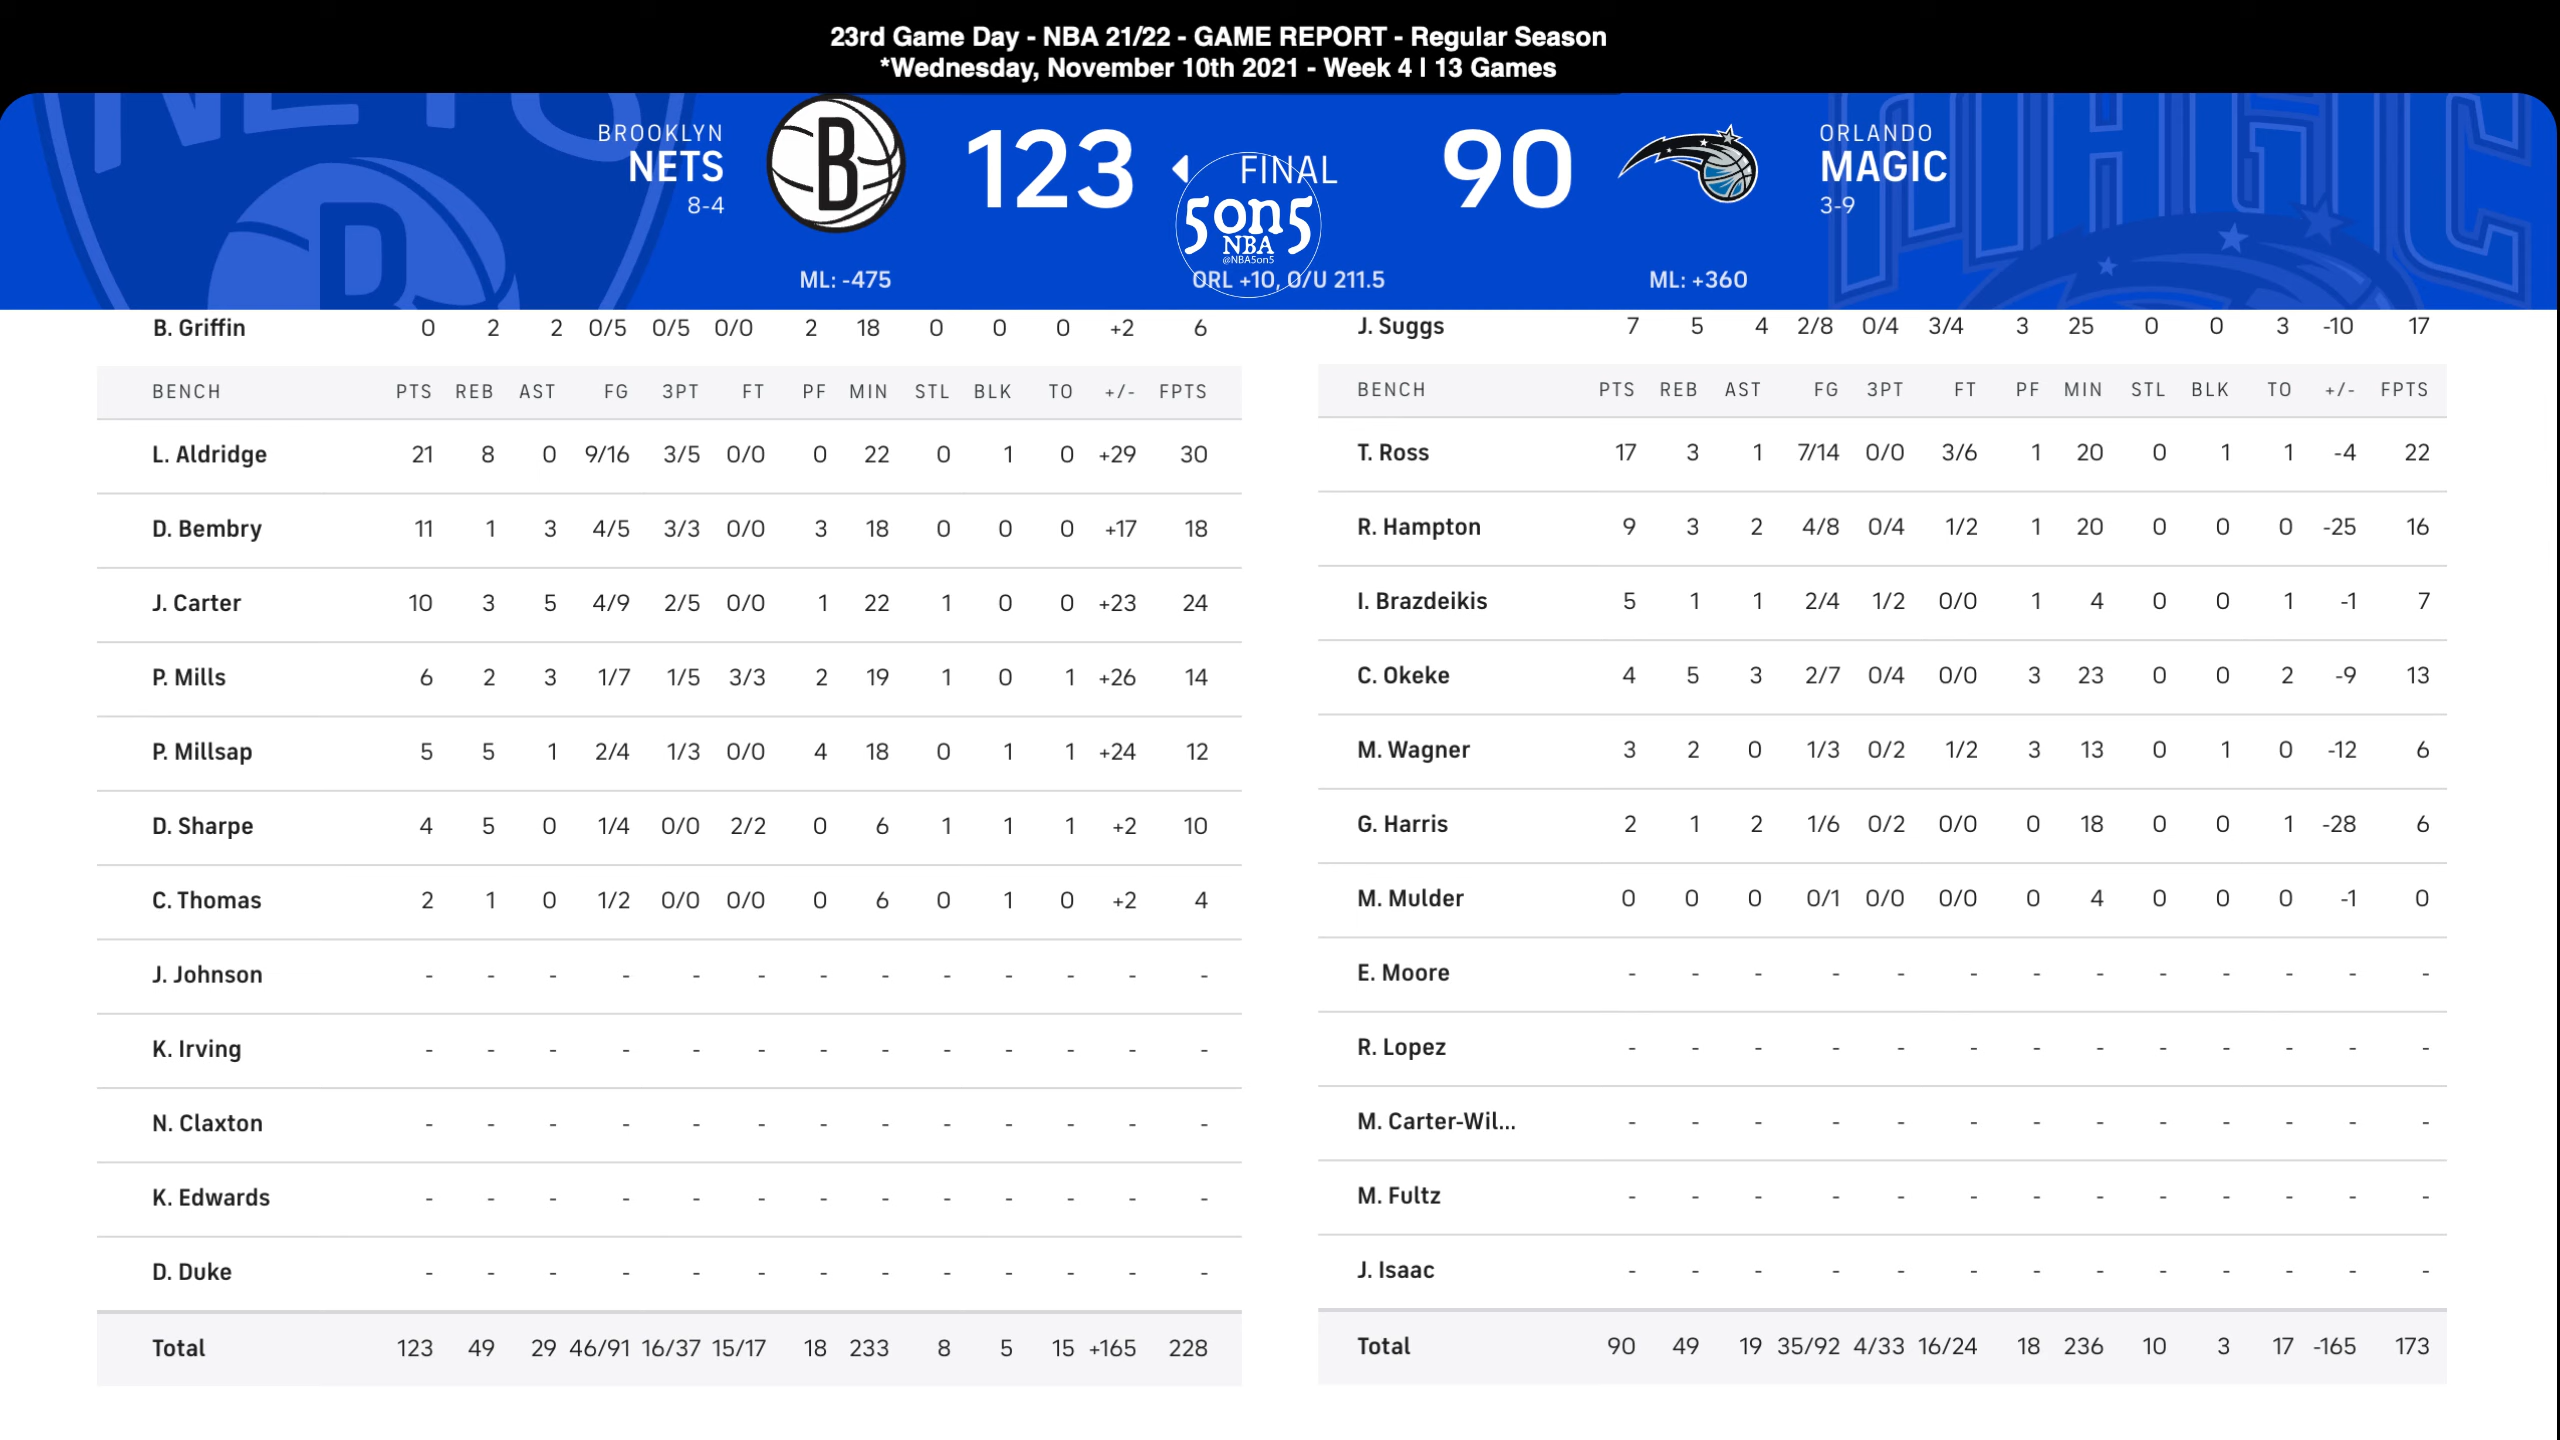 23rd Game Day - NBA 21/22 - GAME REPORT - Regular Season
*Wednesday, November 10th 2021 - Week 4 | 13 Games
NETS
BROOKLYN
NETS
8-4
B
123
FINAL
5on5
NBA
@NBA5on5
90
ORLANDO
MAGIC
3-9
ML: -475
ORL +10, O/U 211.5
ML: +360
B. Griffin 0 2 2 0/5 0/5 0/0 2 18 0 0 0 +2 6
BENCH PTS REB AST FG 3PT FT PF MIN STL BLK TO +/- FPTS
L. Aldridge 21 8 0 9/16 3/5 0/0 0 22 0 1 0 +29 30
D. Bembry 11 1 3 4/5 3/3 0/0 3 18 0 0 0 +17 18
J. Carter 10 3 5 4/9 2/5 0/0 1 22 1 0 0 +23 24
P. Mills 6 2 3 1/7 1/5 3/3 2 19 1 0 1 +26 14
P. Millsap 5 5 1 2/4 1/3 0/0 4 18 0 1 1 +24 12
D. Sharpe 4 5 0 1/4 0/0 2/2 0 6 1 1 1 +2 10
C. Thomas 2 1 0 1/2 0/0 0/0 0 6 0 1 0 +2 4
J. Johnson - - - - - - - - - - - - -
K. Irving - - - - - - - - - - - - -
N. Claxton - - - - - - - - - - - - -
K. Edwards - - - - - - - - - - - - -
D. Duke - - - - - - - - - - - - -
Total 123 49 29 46/91 16/37 15/17 18 233 8 5 15 +165 228
J. Suggs 7 5 4 2/8 0/4 3/4 3 25 0 0 3 -10 17
BENCH PTS REB AST FG 3PT FT PF MIN STL BLK TO +/- FPTS
T. Ross 17 3 1 7/14 0/0 3/6 1 20 0 1 1 -4 22
R. Hampton 9 3 2 4/8 0/4 1/2 1 20 0 0 0 -25 16
I. Brazdeikis 5 1 1 2/4 1/2 0/0 1 4 0 0 1 -1 7
C. Okeke 4 5 3 2/7 0/4 0/0 3 23 0 0 2 -9 13
M. Wagner 3 2 0 1/3 0/2 1/2 3 13 0 1 0 -12 6
G. Harris 2 1 2 1/6 0/2 0/0 0 18 0 0 1 -28 6
M. Mulder 0 0 0 0/1 0/0 0/0 0 4 0 0 0 -1 0
E. Moore - - - - - - - - - - - - -
R. Lopez - - - - - - - - - - - - -
M. Carter-Wil... - - - - - - - - - - - - -
M. Fultz - - - - - - - - - - - - -
J. Isaac - - - - - - - - - - - - -
Total 90 49 19 35/92 4/33 16/24 18 236 10 3 17 -165 173